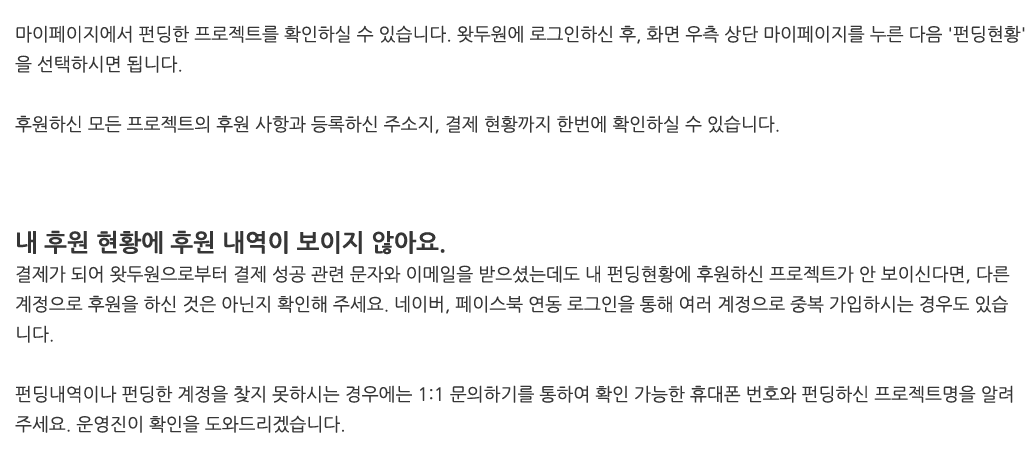 마이페이지에서 펀딩한 프로젝트를 확인하실 수 있습니다. 왓두원에 로그인하신 후, 화면 우측 상단 마이페이지를 누른 다음 '펀딩현황'
을 선택하시면 됩니다.
후원하신 모든 프로젝트의 후원 사항과 등록하신 주소지, 결제 현황까지 한번에 확인하실 수 있습니다.
내 후원 현황에 후원 내역이 보이지 않아요.
결제가 되어 왓두원으로부터 결제 성공 관련 문자와 이메일을 받으셨는데도 내 펀딩현황에 후원하신 프로젝트가 안 보이신다면, 다른
계정으로 후원을 하신 것은 아닌지 확인해 주세요. 네이버, 페이스북 연동 로그인을 통해 여러 계정으로 중복 가입하시는 경우도 있습
니다.
펀딩내역이나 펀딩한 계정을 찾지 못하시는 경우에는 1:1 문의하기를 통하여 확인 가능한 휴대폰 번호와 펀딩하신 프로젝트명을 알려
주세요. 운영진이 확인을 도와드리겠습니다.